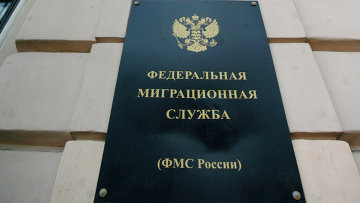 ФЕДЕРАЛЬНАЯ
МИГРАЦИОННАЯ
СЛУЖБА
(ФМС России)